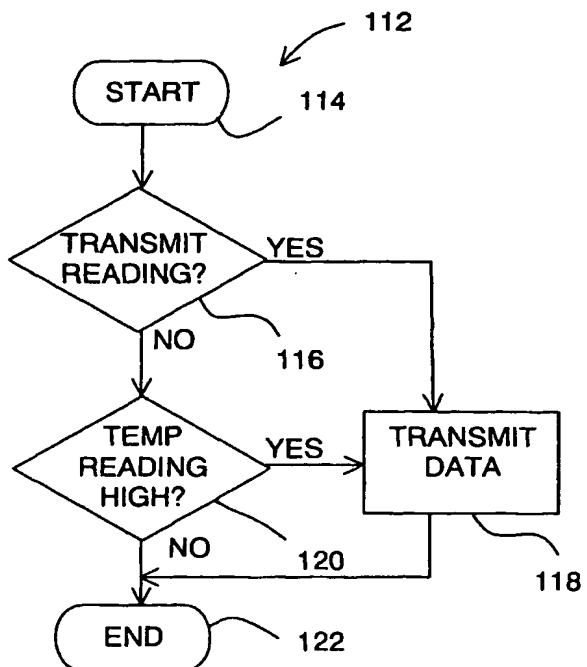 112
START
114
TRANSMIT
READING?
YES
116
NO
TEMP
READING
HIGH?
YES
TRANSMIT
DATA
NO
120
118
END
122